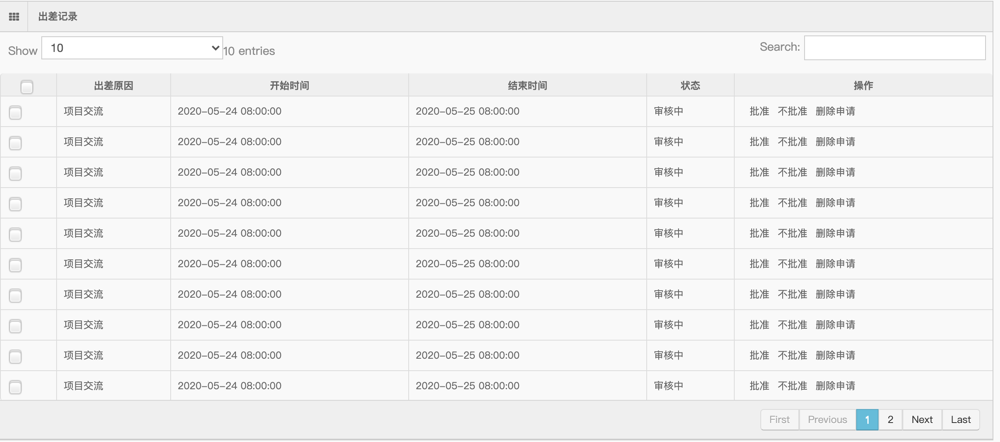 出差记录
Show 10 10 entries Search:
出差原因 开始时间 结束时间 状态 操作
项目交流 2020-05-24 08:00:00 2020-05-25 08:00:00 审核中 批准 不批准 删除申请
项目交流 2020-05-24 08:00:00 2020-05-25 08:00:00 审核中 批准 不批准 删除申请
项目交流 2020-05-24 08:00:00 2020-05-25 08:00:00 审核中 批准 不批准 删除申请
项目交流 2020-05-24 08:00:00 2020-05-25 08:00:00 审核中 批准 不批准 删除申请
项目交流 2020-05-24 08:00:00 2020-05-25 08:00:00 审核中 批准 不批准 删除申请
项目交流 2020-05-24 08:00:00 2020-05-25 08:00:00 审核中 批准 不批准 删除申请
项目交流 2020-05-24 08:00:00 2020-05-25 08:00:00 审核中 批准 不批准 删除申请
项目交流 2020-05-24 08:00:00 2020-05-25 08:00:00 审核中 批准 不批准 删除申请
项目交流 2020-05-24 08:00:00 2020-05-25 08:00:00 审核中 批准 不批准 删除申请
项目交流 2020-05-24 08:00:00 2020-05-25 08:00:00 审核中 批准 不批准 删除申请
First Previous 1 2 Next Last